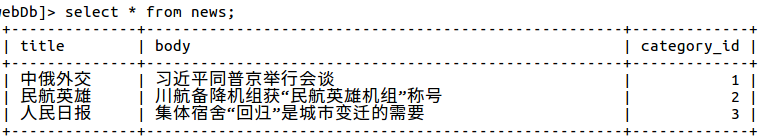 webDb]> select * from news;
+--------------+----------------------------------------------------+-------------+
| title | body | category_id |
+--------------+----------------------------------------------------+-------------+
| 中俄外交 | 习近平同普京举行会谈 | 1 |
| 民航英雄 | 川航备降机组获“民航英雄机组”称号 | 2 |
| 人民日报 | 集体宿舍“回归”是城市变迁的需要 | 3 |
+--------------+----------------------------------------------------+-------------+